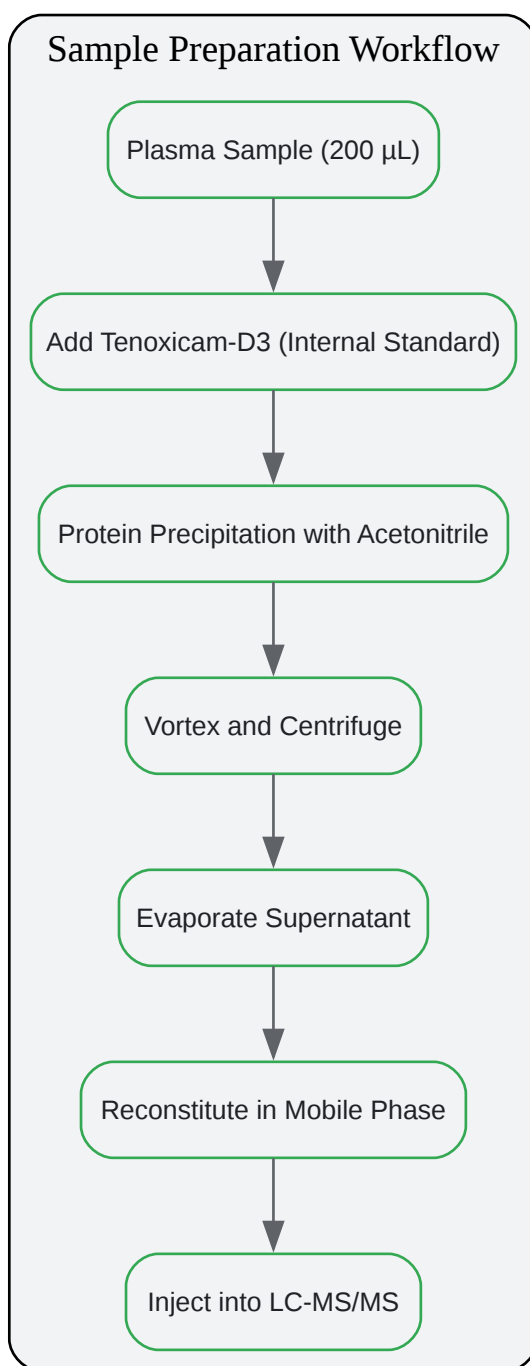 Sample Preparation Workflow
Plasma Sample (200 µL)
Add Tenoxicam-D3 (Internal Standard)
Protein Precipitation with Acetonitrile
Vortex and Centrifuge
Evaporate Supernatant
Reconstitute in Mobile Phase
Inject into LC-MS/MS